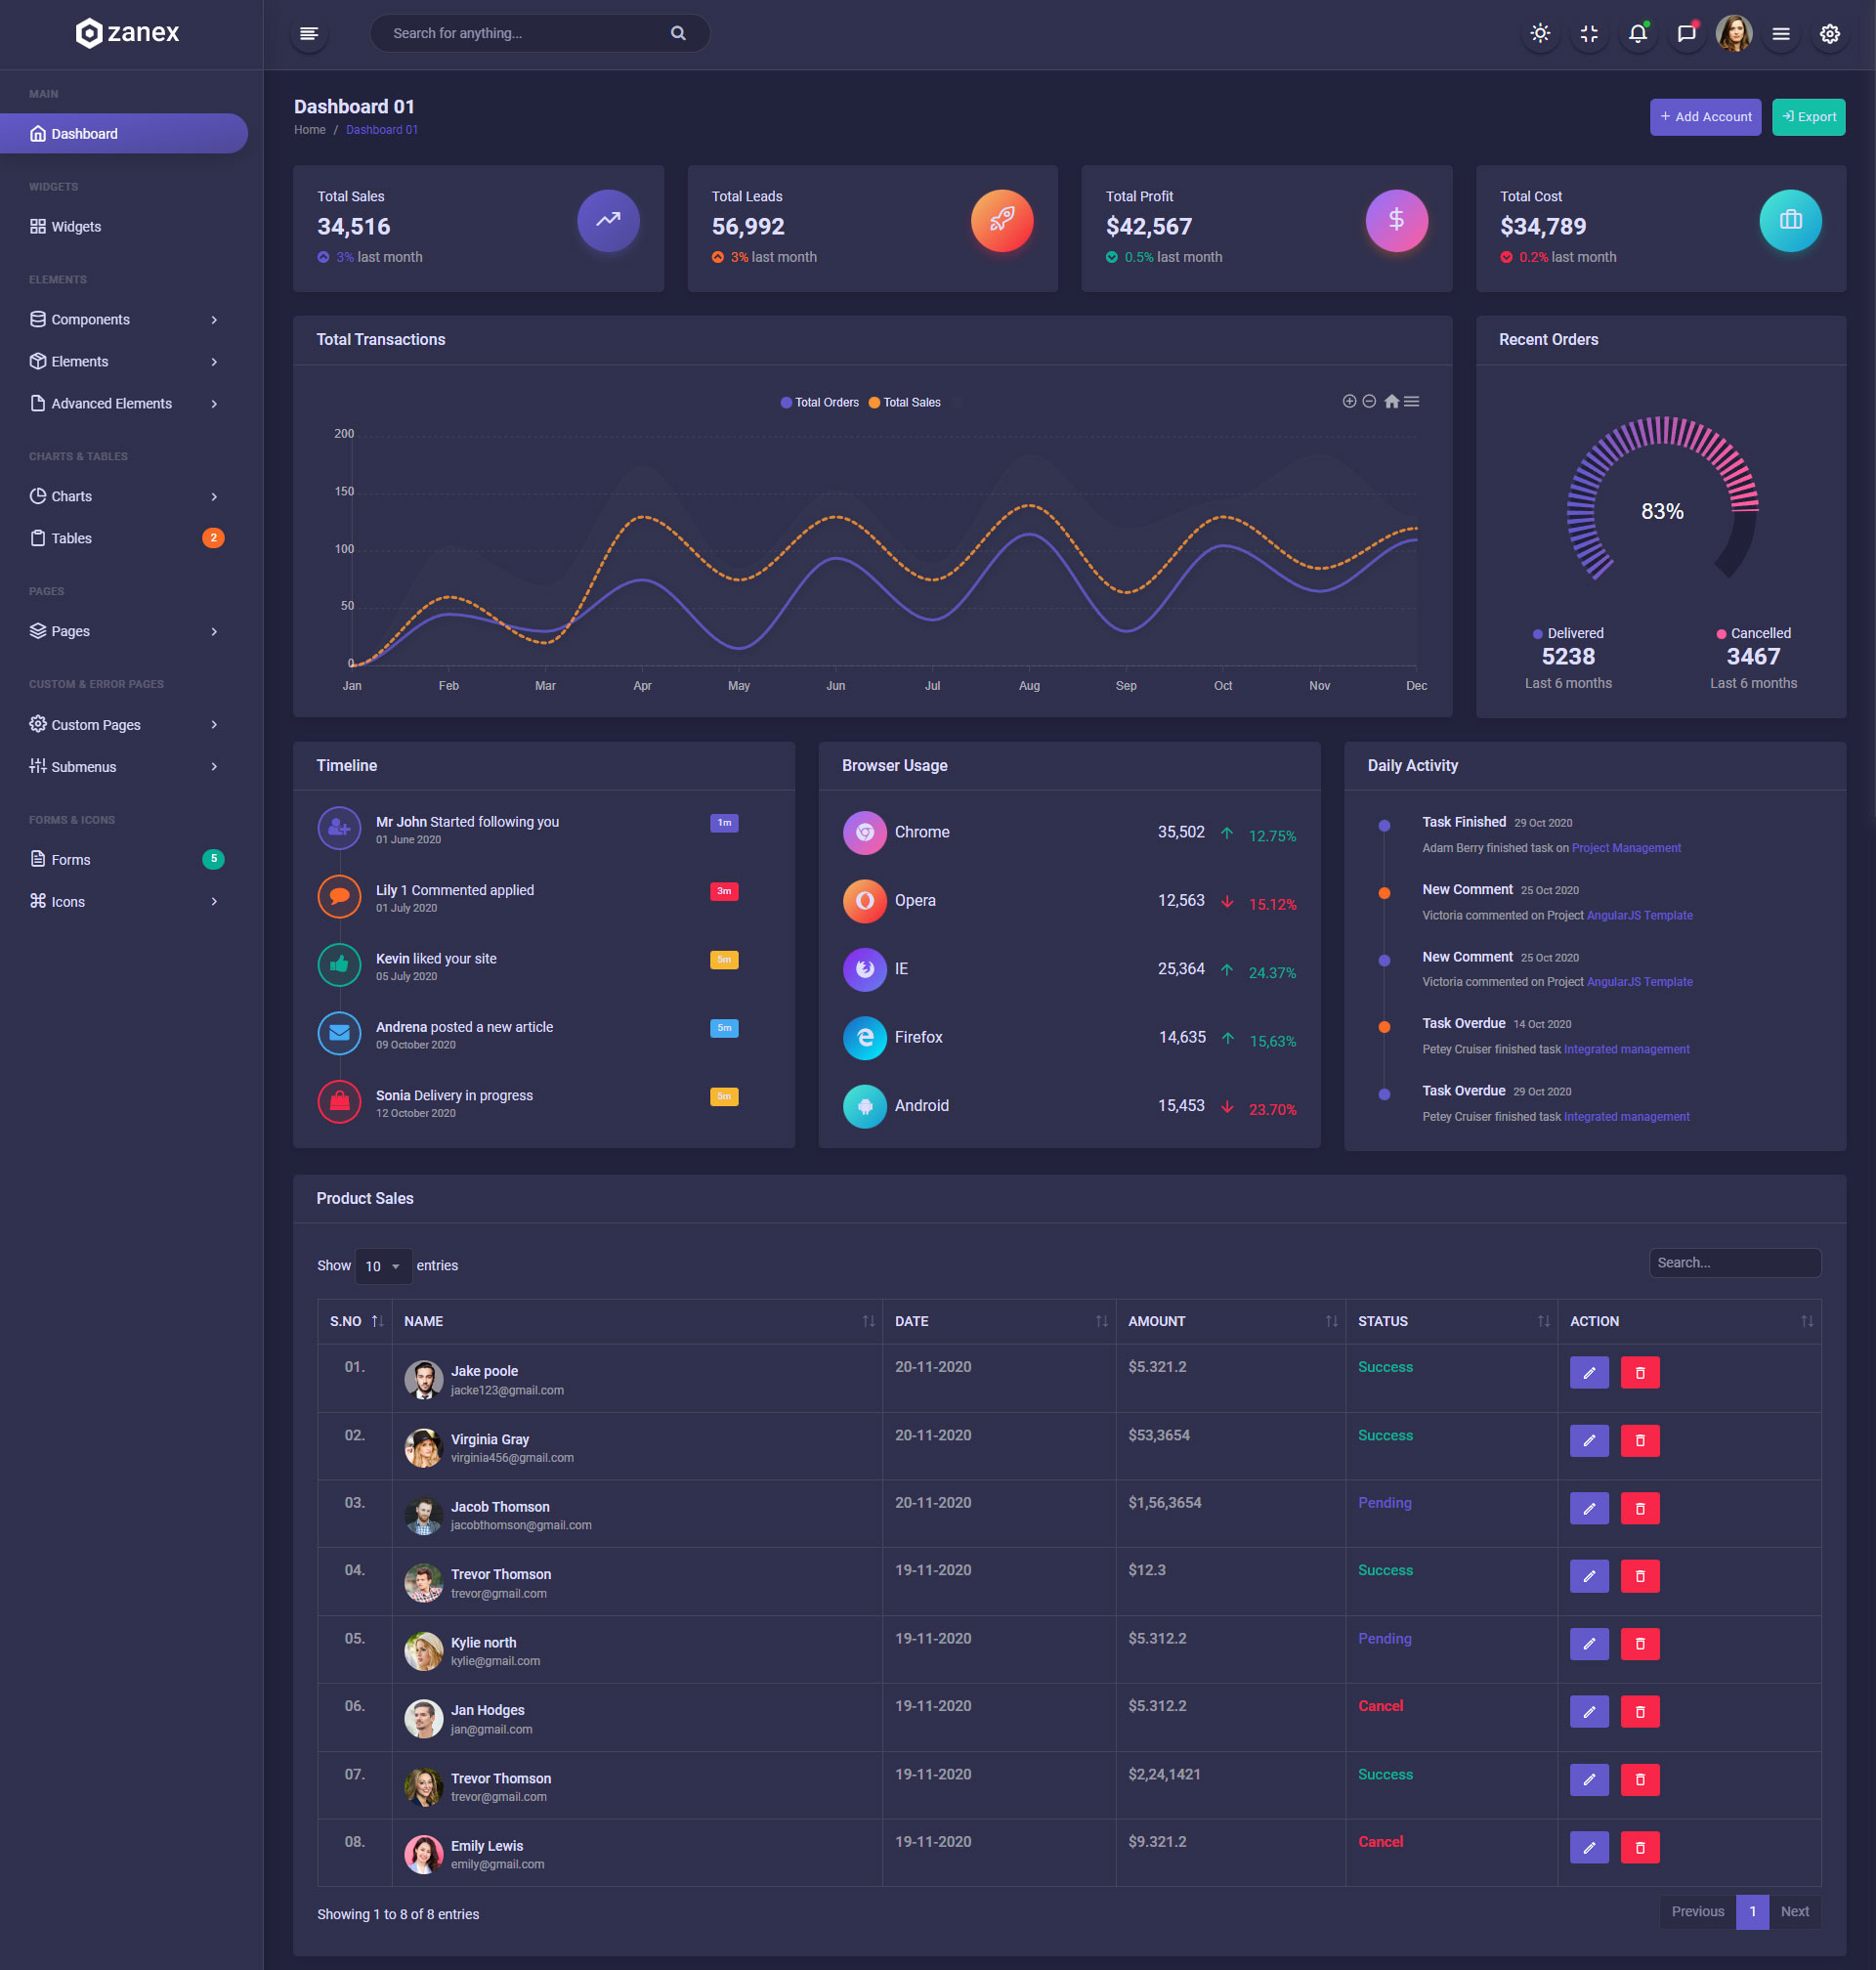 zanex
Search for anything...
MAIN
Dashboard
WIDGETS
Widgets
ELEMENTS
Components
Elements
Advanced Elements
CHARTS & TABLES
Charts
Tables 2
PAGES
Pages
CUSTOM & ERROR PAGES
Custom Pages
Submenus
FORMS & ICONS
Forms 5
Icons
Dashboard 01
Home / Dashboard 01
+ Add Account Export
Total Sales
34,516
3% last month
Total Leads
56,992
3% last month
Total Profit
$42,567
0.5% last month
Total Cost
$34,789
0.2% last month
Total Transactions
Total Orders Total Sales
200
150
100
50
0
Jan Feb Mar Apr May Jun Jul Aug Sep Oct Nov Dec
Recent Orders
83%
Delivered
5238
Last 6 months
Cancelled
3467
Last 6 months
Timeline
Mr John Started following you 1m
01 June 2020
Lily 1 Commented applied 3m
01 July 2020
Kevin liked your site 5m
05 July 2020
Andrena posted a new article 5m
09 October 2020
Sonia Delivery in progress 5m
12 October 2020
Browser Usage
Chrome 35,502 12.75%
Opera 12,563 15.12%
IE 25,364 24.37%
Firefox 14,635 15,63%
Android 15,453 23.70%
Daily Activity
Task Finished 29 Oct 2020
Adam Berry finished task on Project Management
New Comment 25 Oct 2020
Victoria commented on Project AngularJS Template
New Comment 25 Oct 2020
Victoria commented on Project AngularJS Template
Task Overdue 14 Oct 2020
Petey Cruiser finished task Integrated management
Task Overdue 29 Oct 2020
Petey Cruiser finished task Integrated management
Product Sales
Show 10 entries
Search...
S.NO NAME DATE AMOUNT STATUS ACTION
01. Jake poole 20-11-2020 $5.321.2 Success
jacke123@gmail.com
02. Virginia Gray 20-11-2020 $53,3654 Success
virginia456@gmail.com
03. Jacob Thomson 20-11-2020 $1,56,3654 Pending
jacobthomson@gmail.com
04. Trevor Thomson 19-11-2020 $12.3 Success
trevor@gmail.com
05. Kylie north 19-11-2020 $5.312.2 Pending
kylie@gmail.com
06. Jan Hodges 19-11-2020 $5.312.2 Cancel
jan@gmail.com
07. Trevor Thomson 19-11-2020 $2,24,1421 Success
trevor@gmail.com
08. Emily Lewis 19-11-2020 $9.321.2 Cancel
emily@gmail.com
Showing 1 to 8 of 8 entries
Previous 1 Next